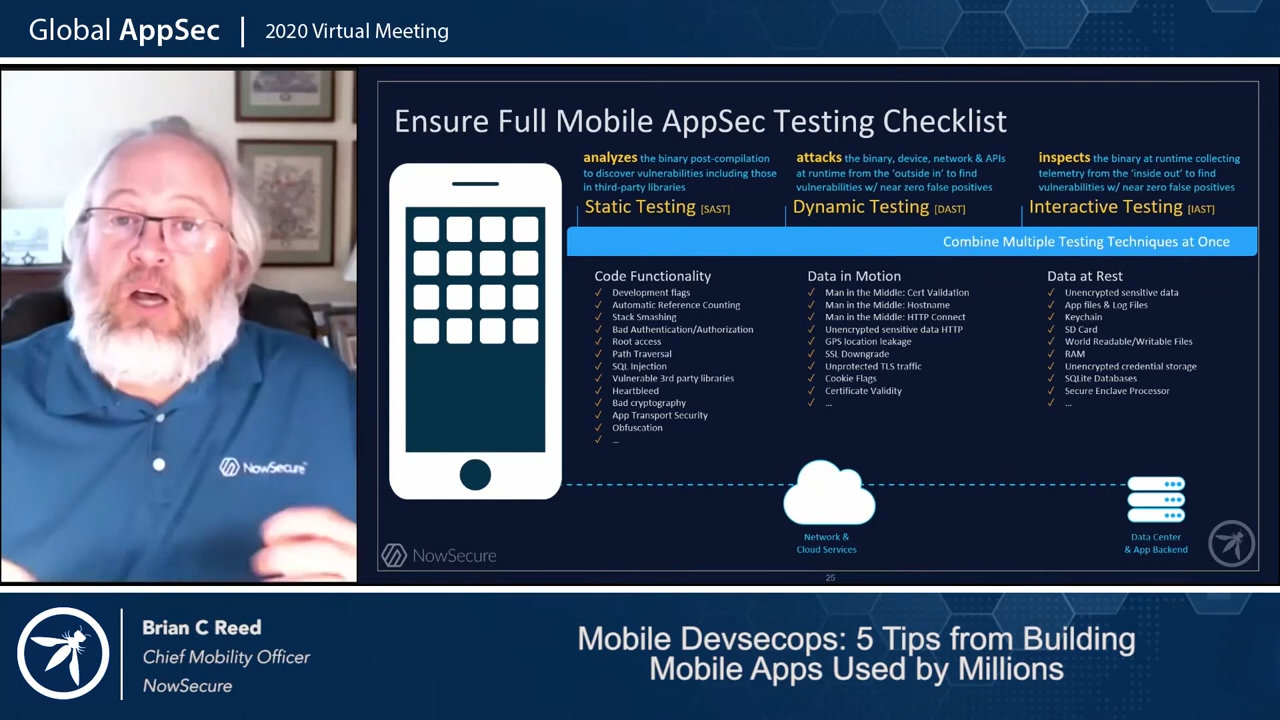 Global AppSec | 2020 Virtual Meeting
Ensure Full Mobile AppSec Testing Checklist
analyzes the binary post-compilation
to discover vulnerabilities including those
in third-party libraries
Static Testing [SAST]
attacks the binary, device, network & APIs
at runtime from the ‘outside in’ to find
vulnerabilities w/ near zero false positives
Dynamic Testing [DAST]
inspects the binary at runtime collecting
telemetry from the ‘inside out’ to find
vulnerabilities w/ near zero false positives
Interactive Testing [IAST]
Combine Multiple Testing Techniques at Once
Code Functionality
✓ Development flags
✓ Automatic Reference Counting
✓ Stack Smashing
✓ Bad Authentication/Authorization
✓ Root access
✓ Path Traversal
✓ SQL Injection
✓ Vulnerable 3rd party libraries
✓ Heartbleed
✓ Bad cryptography
✓ App Transport Security
✓ Obfuscation
✓ ...
Data in Motion
✓ Man in the Middle: Cert Validation
✓ Man in the Middle: Hostname
✓ Man in the Middle: HTTP Connect
✓ Unencrypted sensitive data HTTP
✓ GPS location leakage
✓ SSL Downgrade
✓ Unprotected TLS traffic
✓ Cookie Flags
✓ Certificate Validity
✓ ...
Data at Rest
✓ Unencrypted sensitive data
✓ App files & Log Files
✓ Keychain
✓ SD Card
✓ World Readable/Writable Files
✓ RAM
✓ Unencrypted credential storage
✓ SQLite Databases
✓ Secure Enclave Processor
✓ ...
Network &
Cloud Services
Data Center
& App Backend
NowSecure
25
NowSecure™
Brian C Reed
Chief Mobility Officer
NowSecure
Mobile Devsecops: 5 Tips from Building
Mobile Apps Used by Millions